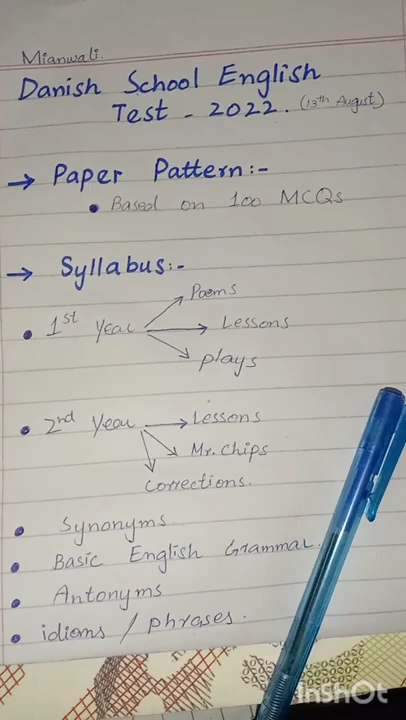 Mianwali.
Danish School English
Test - 2022. (13th August)
→ Paper Pattern:-
• Based on 100 MCQs
→ Syllabus:-
Poems
• 1st Year → Lessons
Plays
• 2nd Year → Lessons
Mr. Chips
Corrections.
• Synonyms
• Basic English Grammar.
• Antonyms
• idioms / phrases.
InShOt